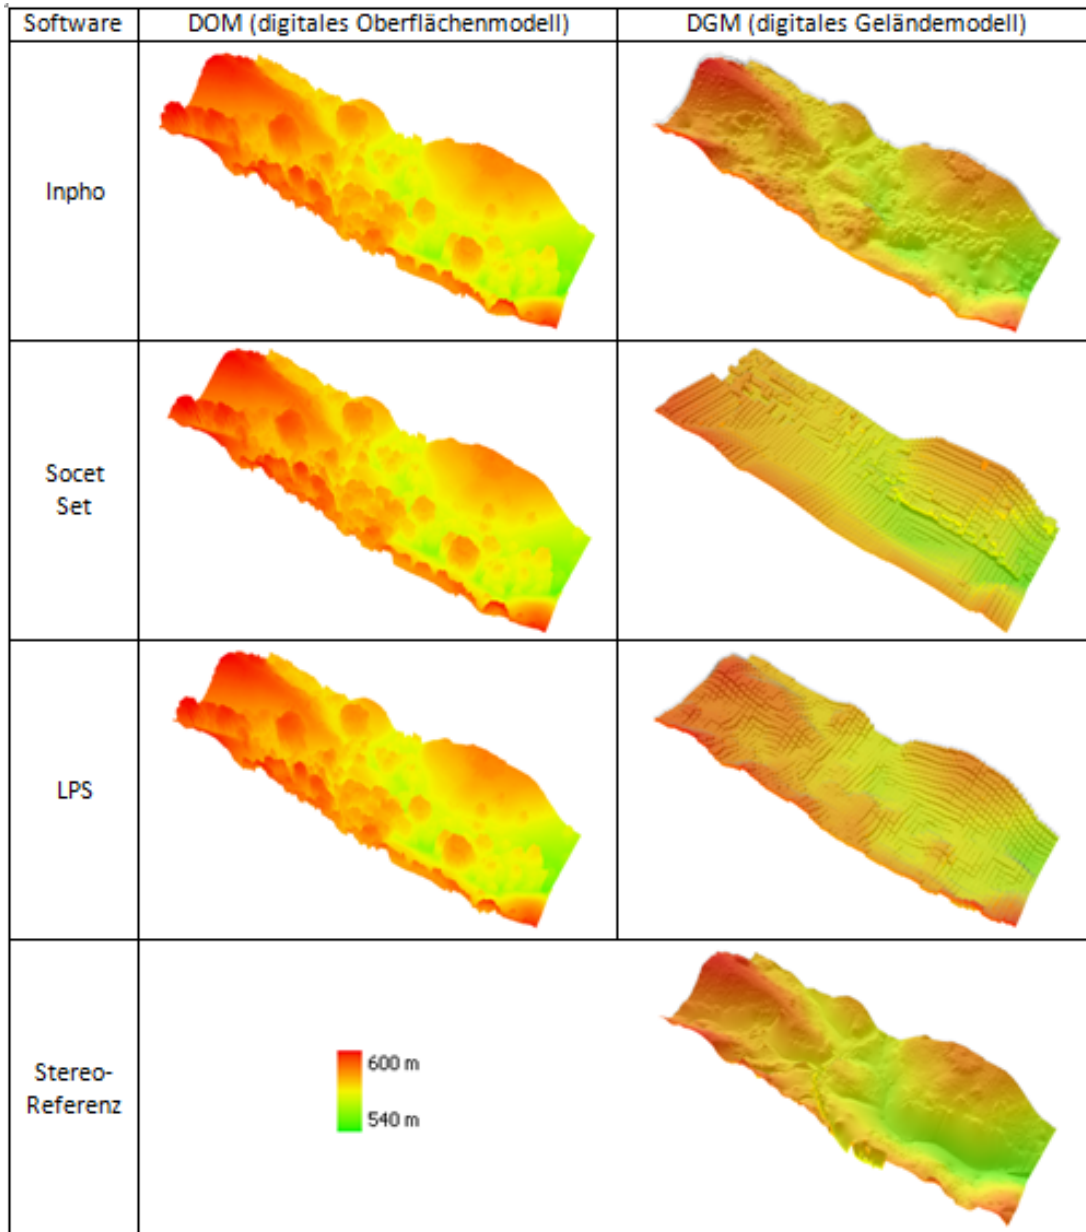 Software
DOM (digitales Oberflächenmodell)
DGM (digitales Geländemodell)
Inpho
Socet
Set
LPS
Stereo-
Referenz
600 m
540 m